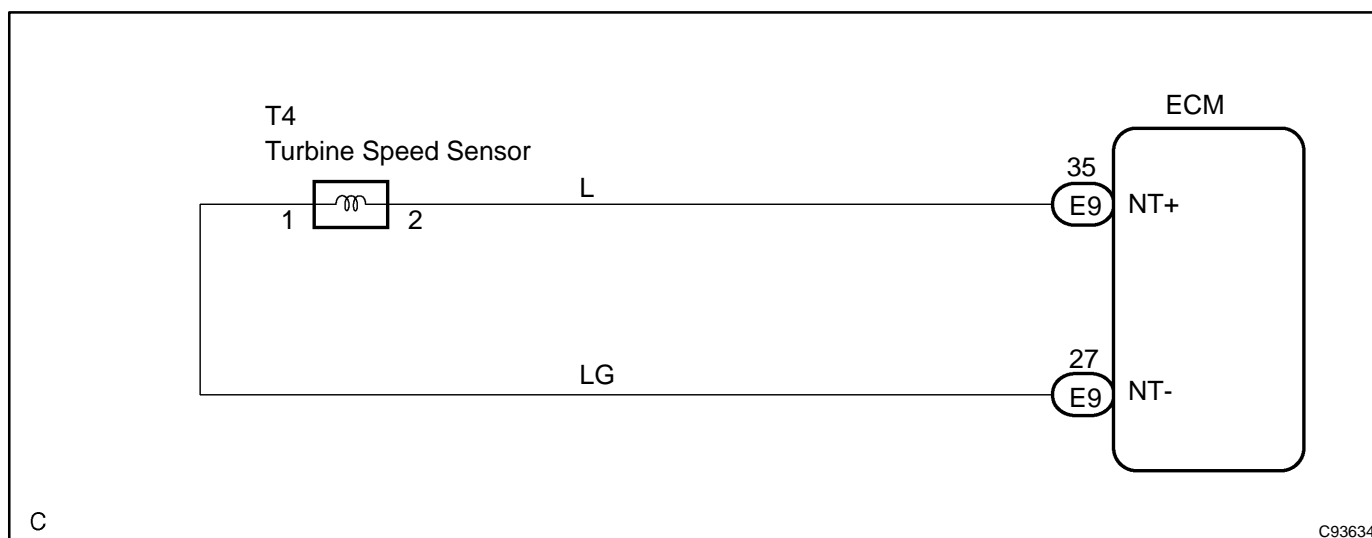 ECM
T4
Turbine Speed Sensor
1
2
L
35
E9
NT+
LG
27
E9
NT-
C
C93634